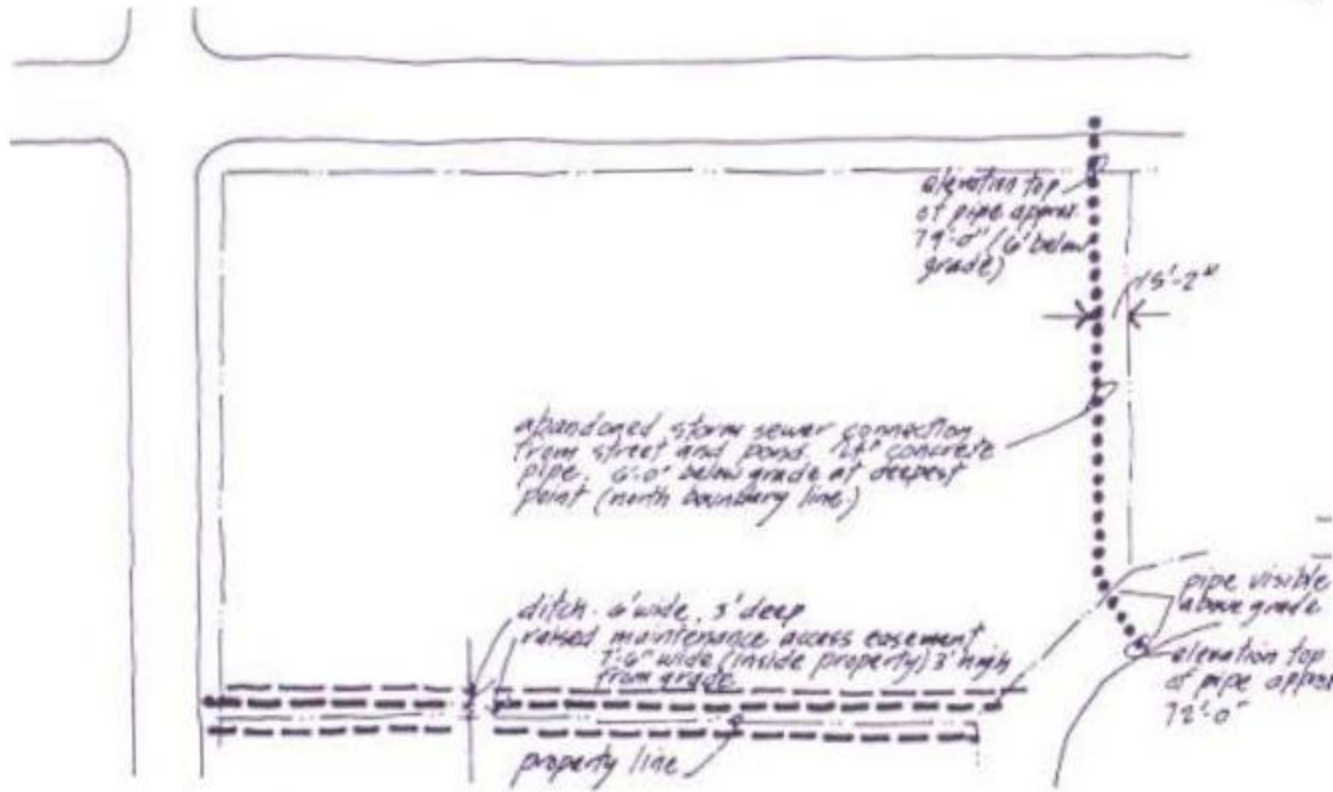 elevation top
of pipe approx.
79'-0" (6' below
grade)
15'-2"
abandoned storm sewer connection
from street and pond. 24" concrete
pipe. 6'-0" below grade at deepest
point (north boundary line)
ditch - 6' wide, 3' deep
raised maintenance access easement
7'-6" wide (inside property) 3' high
from grade
property line
pipe visible
above grade
elevation top
of pipe approx
72'-0"